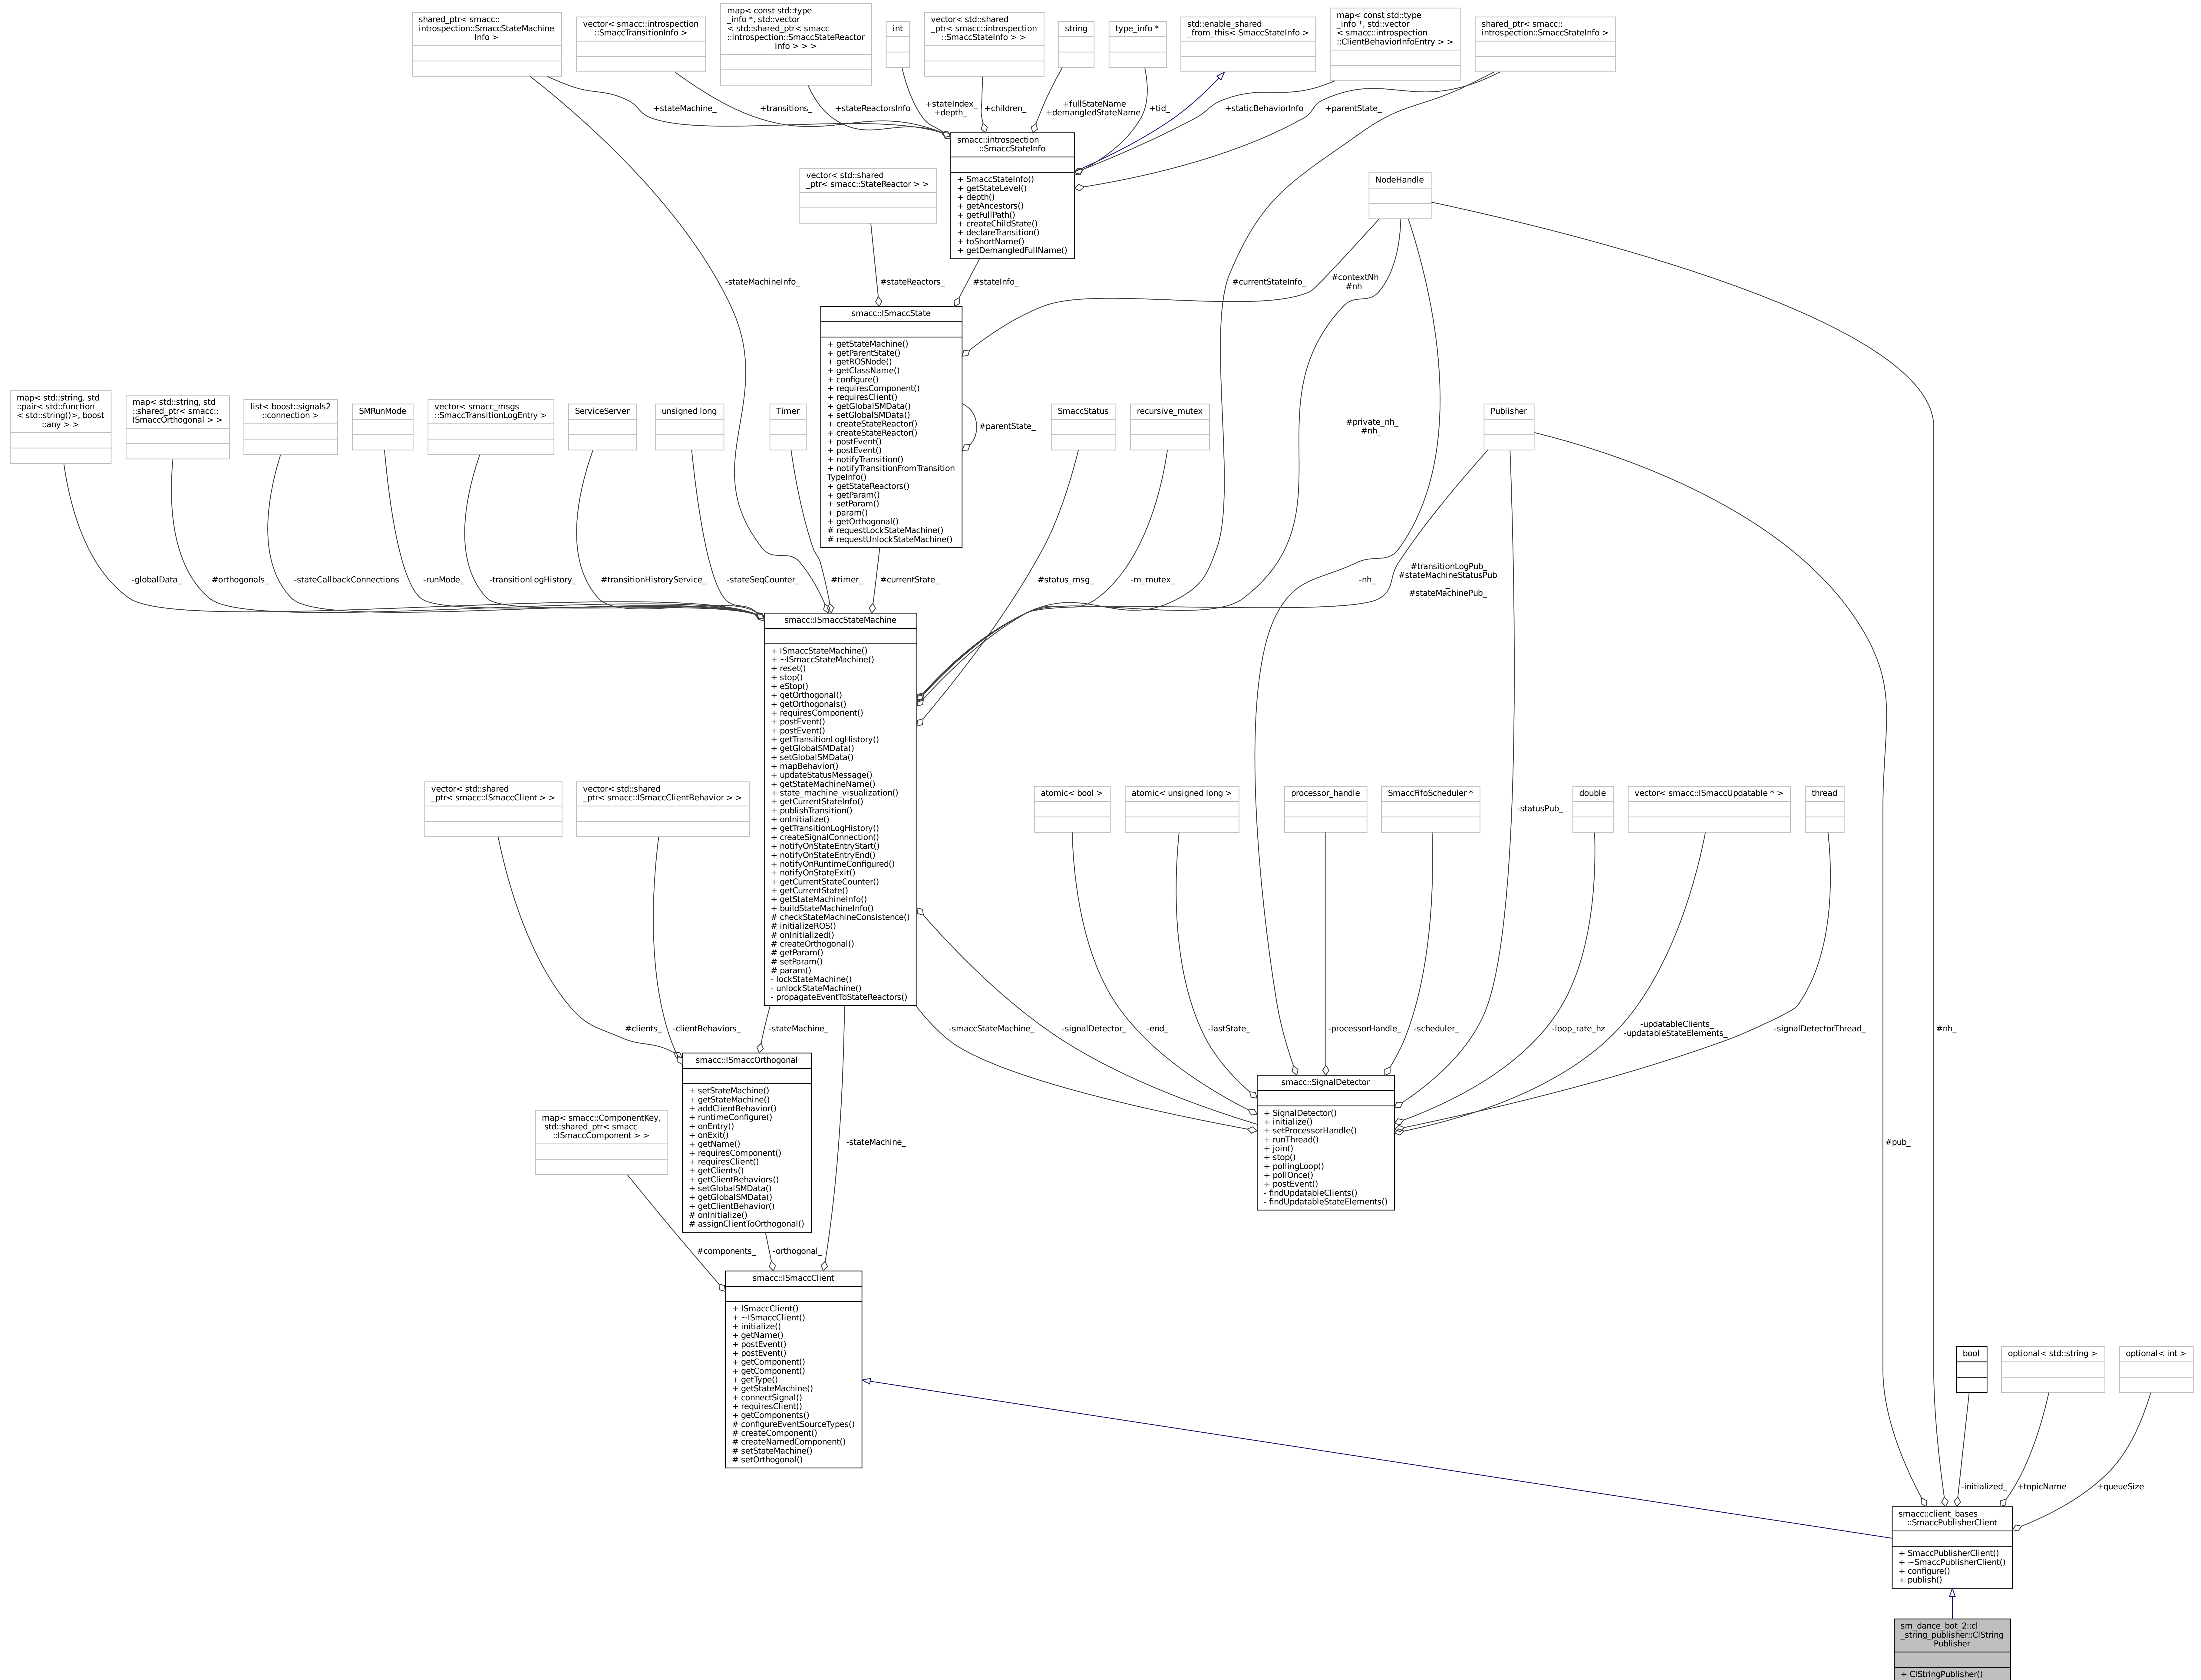 shared_ptr< smacc::
introspection::SmaccStateMachine
Info >
vector< smacc::introspection
::SmaccTransitionInfo >
map< const std::type
_info *, std::vector
< std::shared_ptr< smacc
::introspection::SmaccStateReactor
Info > > >
int
vector< std::shared
_ptr< smacc::introspection
::SmaccStateInfo > >
string
type_info *
std::enable_shared
_from_this< SmaccStateInfo >
map< const std::type
_info *, std::vector
< smacc::introspection
::ClientBehaviorInfoEntry > >
shared_ptr< smacc::
introspection::SmaccStateInfo >
+stateMachine_
+transitions_
+stateReactorsInfo
+stateIndex_
+depth_
+children_
+fullStateName
+demangledStateName
+tid_
+staticBehaviorInfo
+parentState_
smacc::introspection
::SmaccStateInfo
+ SmaccStateInfo()
+ getStateLevel()
+ depth()
+ getAncestors()
+ getFullPath()
+ createChildState()
+ declareTransition()
+ toShortName()
+ getDemangledFullName()
vector< std::shared
_ptr< smacc::StateReactor > >
NodeHandle
-stateMachineInfo_
#stateReactors_
#stateInfo_
#currentStateInfo_
#contextNh
#nh
smacc::ISmaccState
+ getStateMachine()
+ getParentState()
+ getROSNode()
+ getClassName()
+ configure()
+ requiresComponent()
+ requiresClient()
+ getGlobalSMData()
+ setGlobalSMData()
+ createStateReactor()
+ createStateReactor()
+ postEvent()
+ postEvent()
+ notifyTransition()
+ notifyTransitionFromTransition
TypeInfo()
+ getStateReactors()
+ getParam()
+ setParam()
+ param()
+ getOrthogonal()
# requestLockStateMachine()
# requestUnlockStateMachine()
#parentState_
map< std::string, std
::pair< std::function
< std::string()>, boost
::any > >
map< std::string, std
::shared_ptr< smacc::
ISmaccOrthogonal > >
list< boost::signals2
::connection >
SMRunMode
vector< smacc_msgs
::SmaccTransitionLogEntry >
ServiceServer
unsigned long
Timer
SmaccStatus
recursive_mutex
#private_nh_
#nh_
Publisher
-globalData_
#orthogonals_
-stateCallbackConnections
-runMode_
-transitionLogHistory_
#transitionHistoryService_
-stateSeqCounter_
#timer_
#currentState_
#status_msg_
-m_mutex_
-nh_
#transitionLogPub_
#stateMachineStatusPub
_
#stateMachinePub_
smacc::ISmaccStateMachine
+ ISmaccStateMachine()
+ ~ISmaccStateMachine()
+ reset()
+ stop()
+ eStop()
+ getOrthogonal()
+ getOrthogonals()
+ requiresComponent()
+ postEvent()
+ postEvent()
+ getTransitionLogHistory()
+ getGlobalSMData()
+ setGlobalSMData()
+ mapBehavior()
+ updateStatusMessage()
+ getStateMachineName()
+ state_machine_visualization()
+ getCurrentStateInfo()
+ publishTransition()
+ onInitialize()
+ getTransitionLogHistory()
+ createSignalConnection()
+ notifyOnStateEntryStart()
+ notifyOnStateEntryEnd()
+ notifyOnRuntimeConfigured()
+ notifyOnStateExit()
+ getCurrentStateCounter()
+ getCurrentState()
+ getStateMachineInfo()
+ buildStateMachineInfo()
# checkStateMachineConsistence()
# initializeROS()
# onInitialized()
# createOrthogonal()
# getParam()
# setParam()
# param()
- lockStateMachine()
- unlockStateMachine()
- propagateEventToStateReactors()
vector< std::shared
_ptr< smacc::ISmaccClient > >
vector< std::shared
_ptr< smacc::ISmaccClientBehavior > >
atomic< bool >
atomic< unsigned long >
processor_handle
SmaccFifoScheduler *
-statusPub_
double
vector< smacc::ISmaccUpdatable * >
thread
#clients_
-clientBehaviors_
-stateMachine_
-smaccStateMachine_
-signalDetector_
-end_
-lastState_
-processorHandle_
-scheduler_
-loop_rate_hz
-updatableClients_
-updatableStateElements_
-signalDetectorThread_
#nh_
smacc::ISmaccOrthogonal
+ setStateMachine()
+ getStateMachine()
+ addClientBehavior()
+ runtimeConfigure()
+ onEntry()
+ onExit()
+ getName()
+ requiresComponent()
+ requiresClient()
+ getClients()
+ getClientBehaviors()
+ setGlobalSMData()
+ getGlobalSMData()
+ getClientBehavior()
# onInitialize()
# assignClientToOrthogonal()
smacc::SignalDetector
+ SignalDetector()
+ initialize()
+ setProcessorHandle()
+ runThread()
+ join()
+ stop()
+ pollingLoop()
+ pollOnce()
+ postEvent()
- findUpdatableClients()
- findUpdatableStateElements()
map< smacc::ComponentKey,
std::shared_ptr< smacc
::ISmaccComponent > >
-stateMachine_
#pub_
#components_
-orthogonal_
smacc::ISmaccClient
+ ISmaccClient()
+ ~ISmaccClient()
+ initialize()
+ getName()
+ postEvent()
+ postEvent()
+ getComponent()
+ getComponent()
+ getType()
+ getStateMachine()
+ connectSignal()
+ requiresClient()
+ getComponents()
# configureEventSourceTypes()
# createComponent()
# createNamedComponent()
# setStateMachine()
# setOrthogonal()
bool
optional< std::string >
optional< int >
-initialized_
+topicName
+queueSize
smacc::client_bases
::SmaccPublisherClient
+ SmaccPublisherClient()
+ ~SmaccPublisherClient()
+ configure()
+ publish()
sm_dance_bot_2::cl
_string_publisher::ClString
Publisher
+ ClStringPublisher()